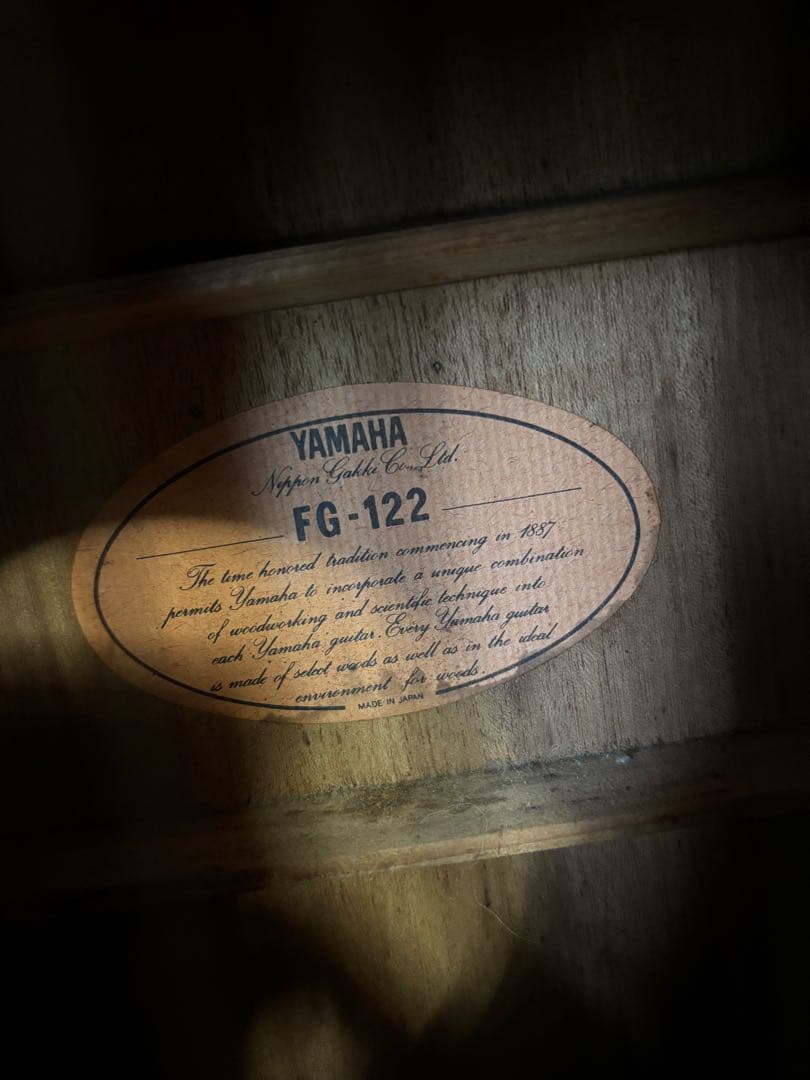 YAMAHA
Nippon Gakki Co., Ltd.
FG-122
The time honored tradition commencing in 1887
permits Yamaha to incorporate a unique combination
of woodworking and scientific technique into
each Yamaha guitar. Every Yamaha guitar
is made of select woods as well as in the ideal
environment for woods.
MADE IN JAPAN